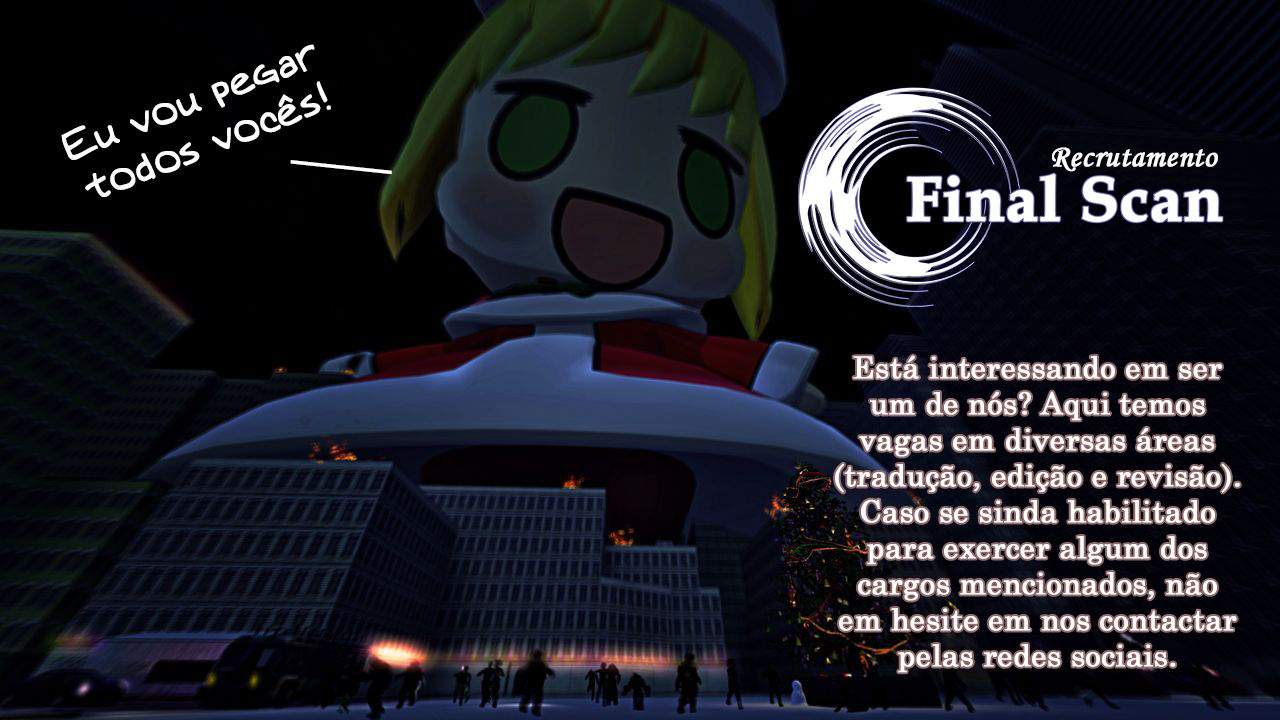 Eu vou pegar
todos vocês!
Recrutamento
Final Scan
Está interessando em ser
um de nós? Aqui temos
vagas em diversas áreas
(tradução, edição e revisão).
Caso se sinda habilitado
para exercer algum dos
cargos mencionados, não
em hesite em nos contactar
pelas redes sociais.